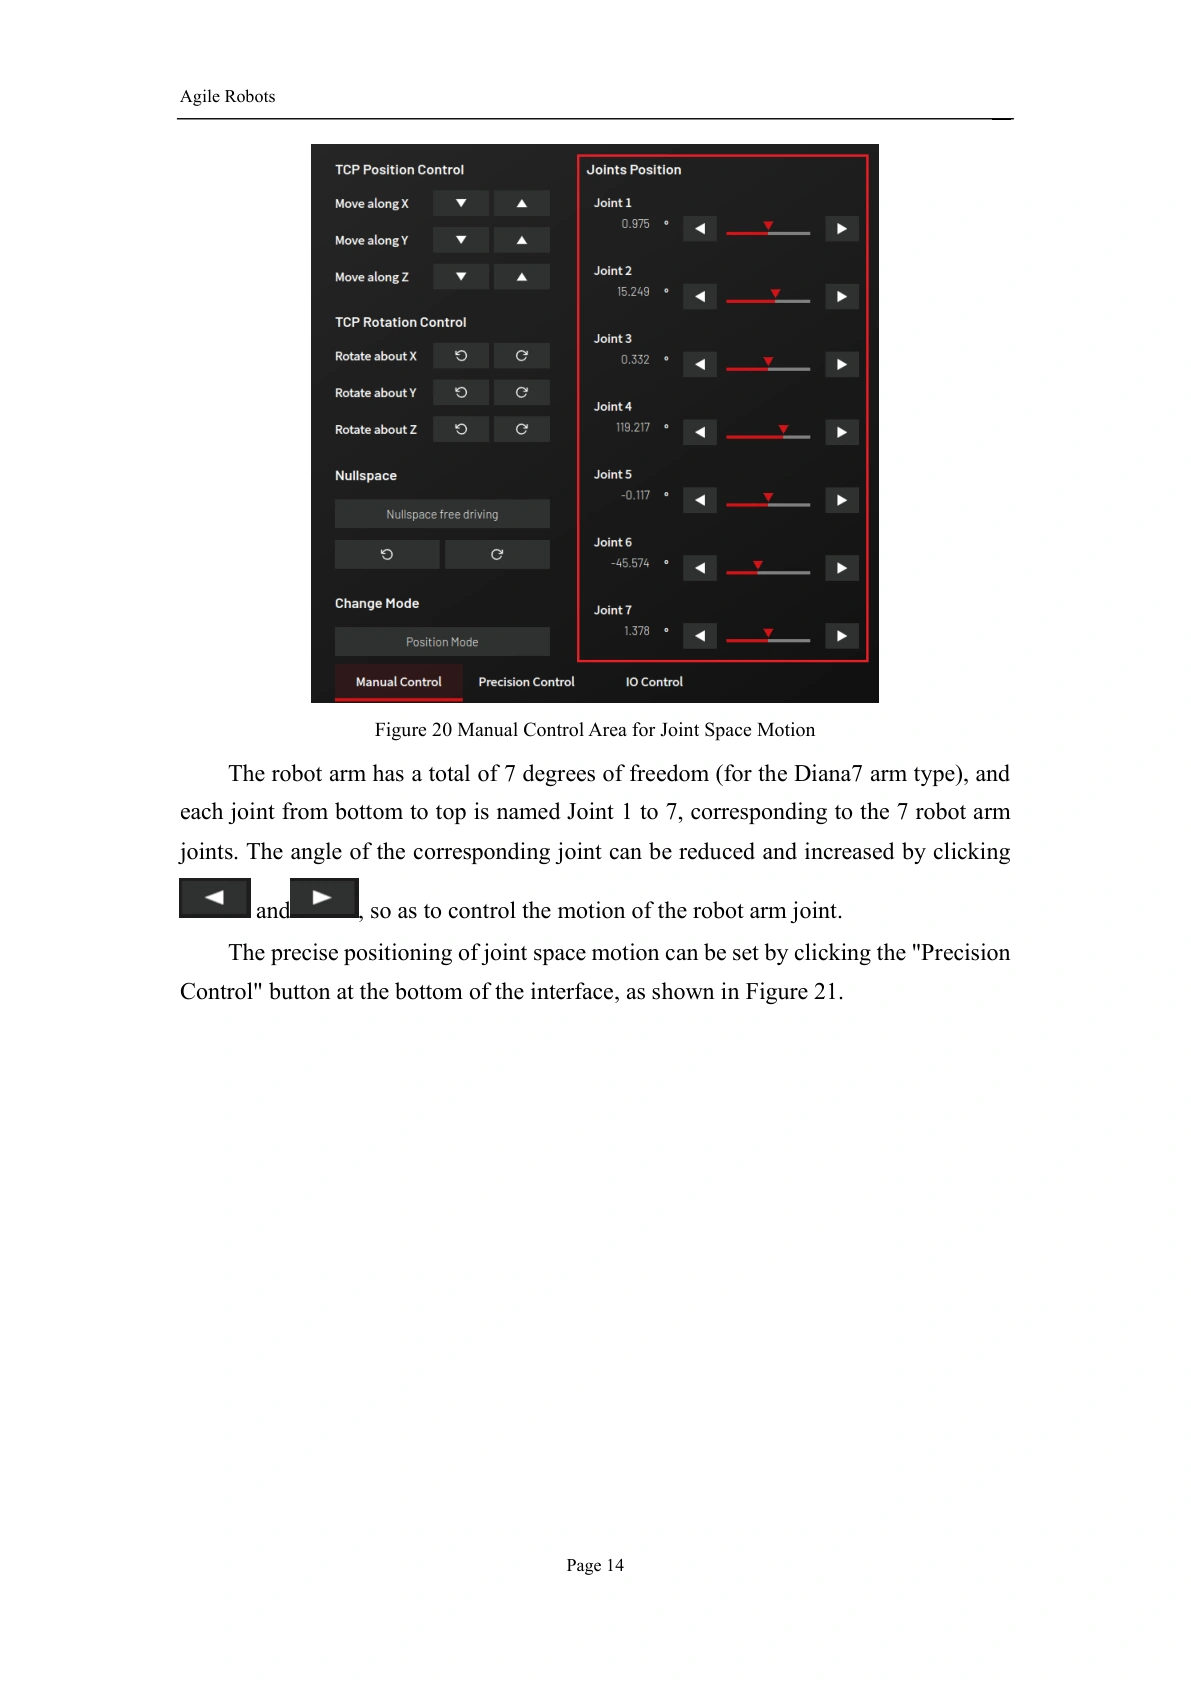 Agile Robots
TCP Position Control
Move along X
Move along Y
Move along Z
TCP Rotation Control
Rotate about X
Rotate about Y
Rotate about Z
Nullspace
Nullspace free driving
Change Mode
Position Mode
Joints Position
Joint 1
0.975 °
Joint 2
15.249 °
Joint 3
0.332 °
Joint 4
119.217 °
Joint 5
-0.117 °
Joint 6
-45.574 °
Joint 7
1.378 °
Manual Control Precision Control IO Control
Figure 20 Manual Control Area for Joint Space Motion
The robot arm has a total of 7 degrees of freedom (for the Diana7 arm type), and
each joint from bottom to top is named Joint 1 to 7, corresponding to the 7 robot arm
joints. The angle of the corresponding joint can be reduced and increased by clicking
and , so as to control the motion of the robot arm joint.
The precise positioning of joint space motion can be set by clicking the "Precision
Control" button at the bottom of the interface, as shown in Figure 21.
Page 14